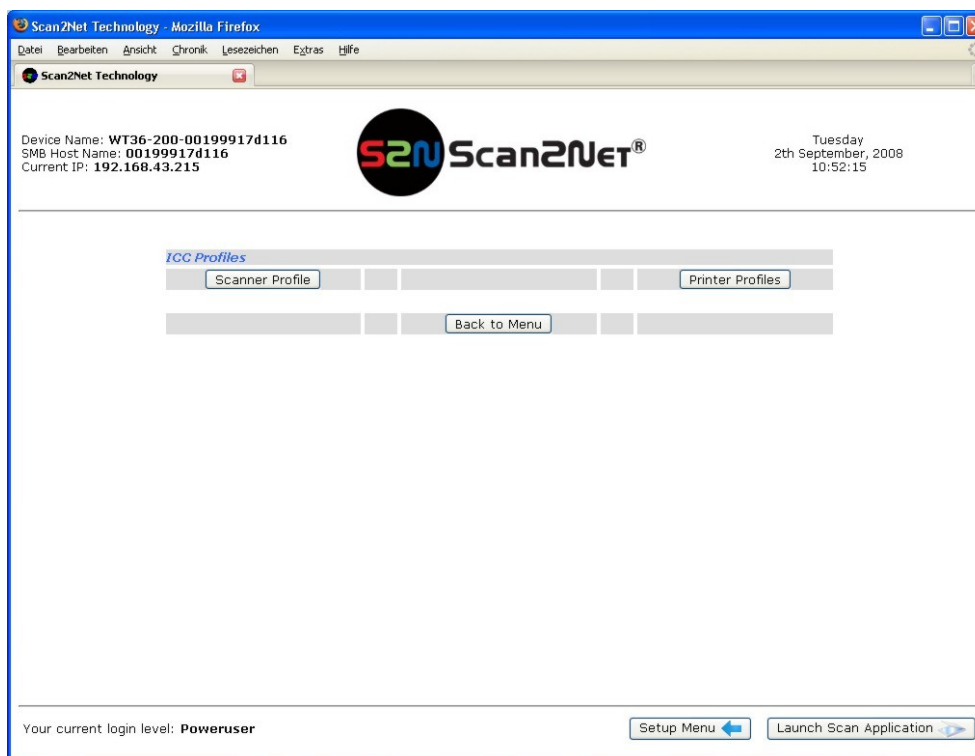 Scan2Net Technology - Mozilla Firefox
Datei Bearbeiten Ansicht Chronik Lesezeichen Extras Hilfe
Scan2Net Technology
Device Name: WT36-200-00199917d116
SMB Host Name: 00199917d116
Current IP: 192.168.43.215
S2N Scan2Net®
Tuesday
2th September, 2008
10:52:15
ICC Profiles
Scanner Profile Printer Profiles
Back to Menu
Your current login level: Poweruser
Setup Menu Launch Scan Application